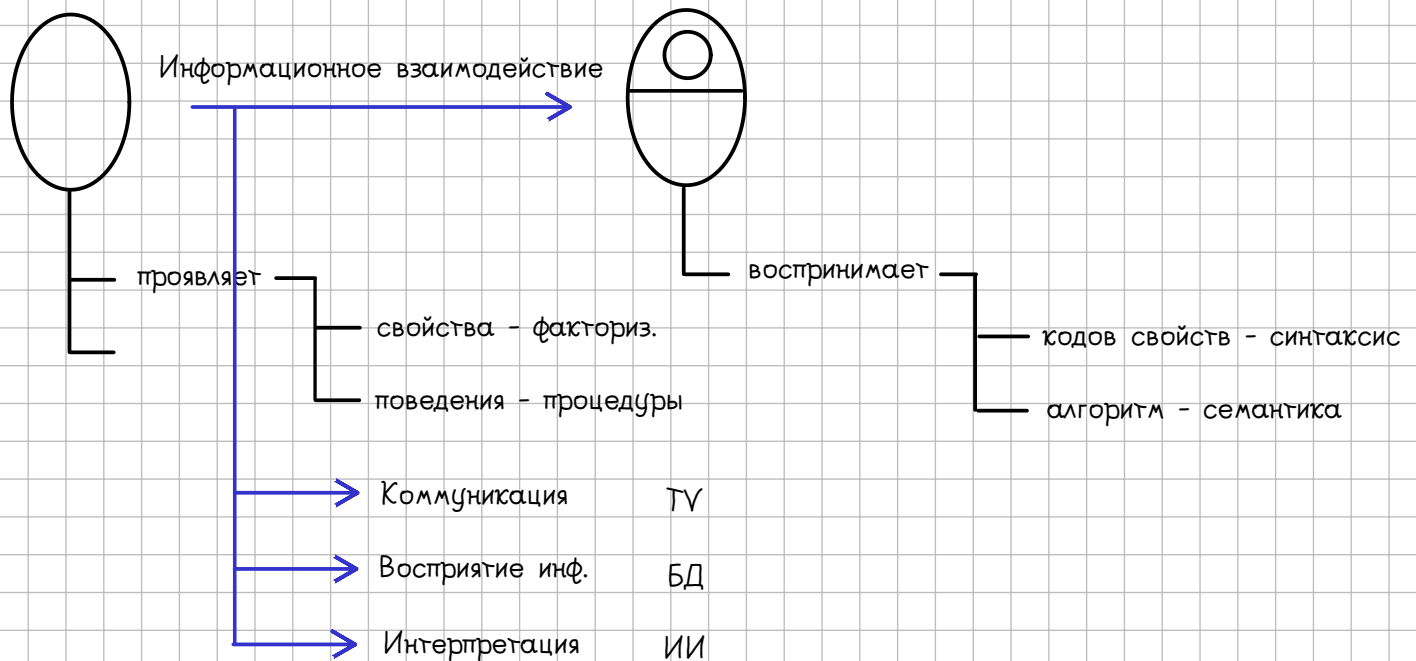 Информационное взаимодействие
проявляет
свойства - факториз.
поведения - процедуры
воспринимает
кодов свойств - синтаксис
алгоритм - семантика
Коммуникация TV
Восприятие инф. БД
Интерпретация ИИ